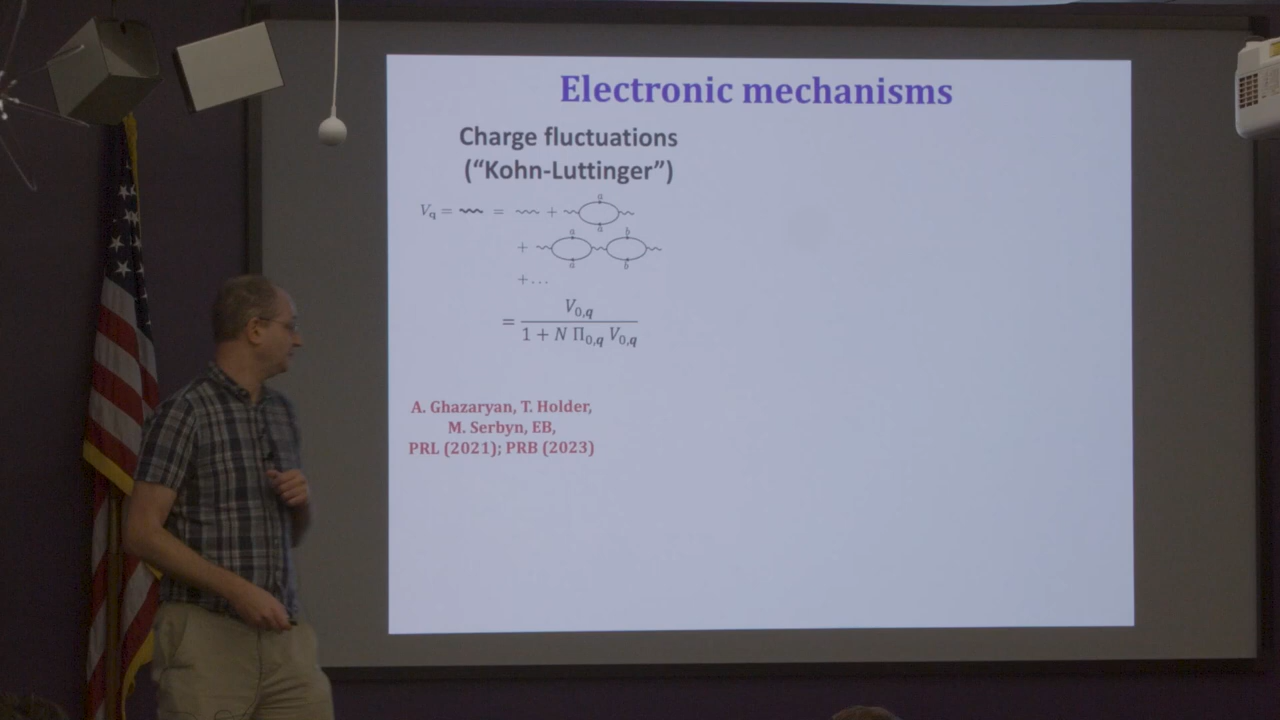 Electronic mechanisms
Charge fluctuations
(“Kohn-Luttinger”)
V_q = = + a a
+ a a b b
+...
= V_{0,q} / (1 + N Π_{0,q} V_{0,q})
A. Ghazaryan, T. Holder,
M. Serbyn, EB,
PRL (2021); PRB (2023)